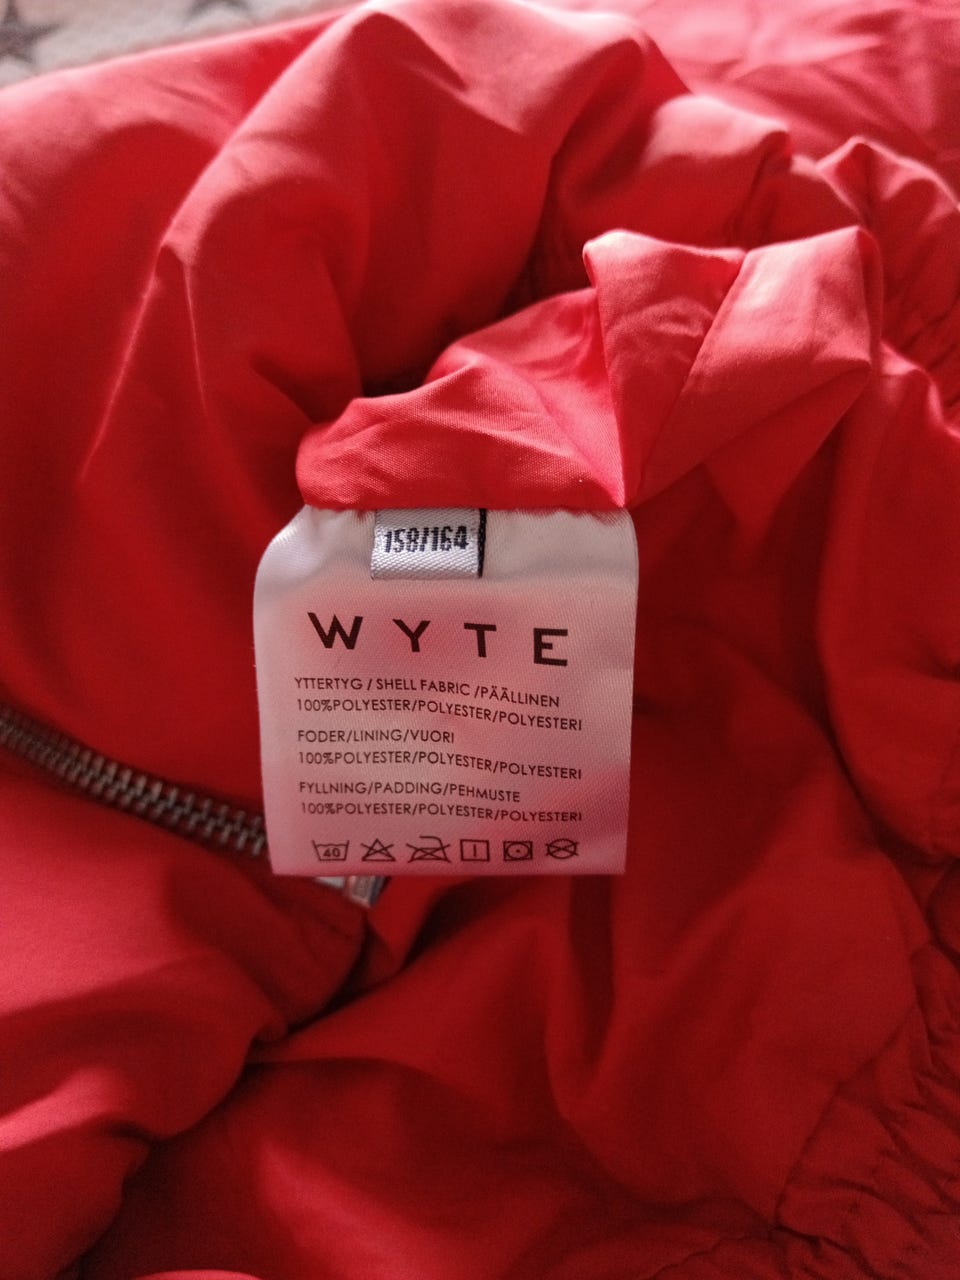 158/164
WYTE
YTTERTYG / SHELL FABRIC /PÄÄLLINEN
100%POLYESTER/POLYESTER/POLYESTERI
FODER/LINING/VUORI
100%POLYESTER/POLYESTER/POLYESTERI
FYLLNING/PADDING/PEHMUSTE
100%POLYESTER/POLYESTER/POLYESTERI
40